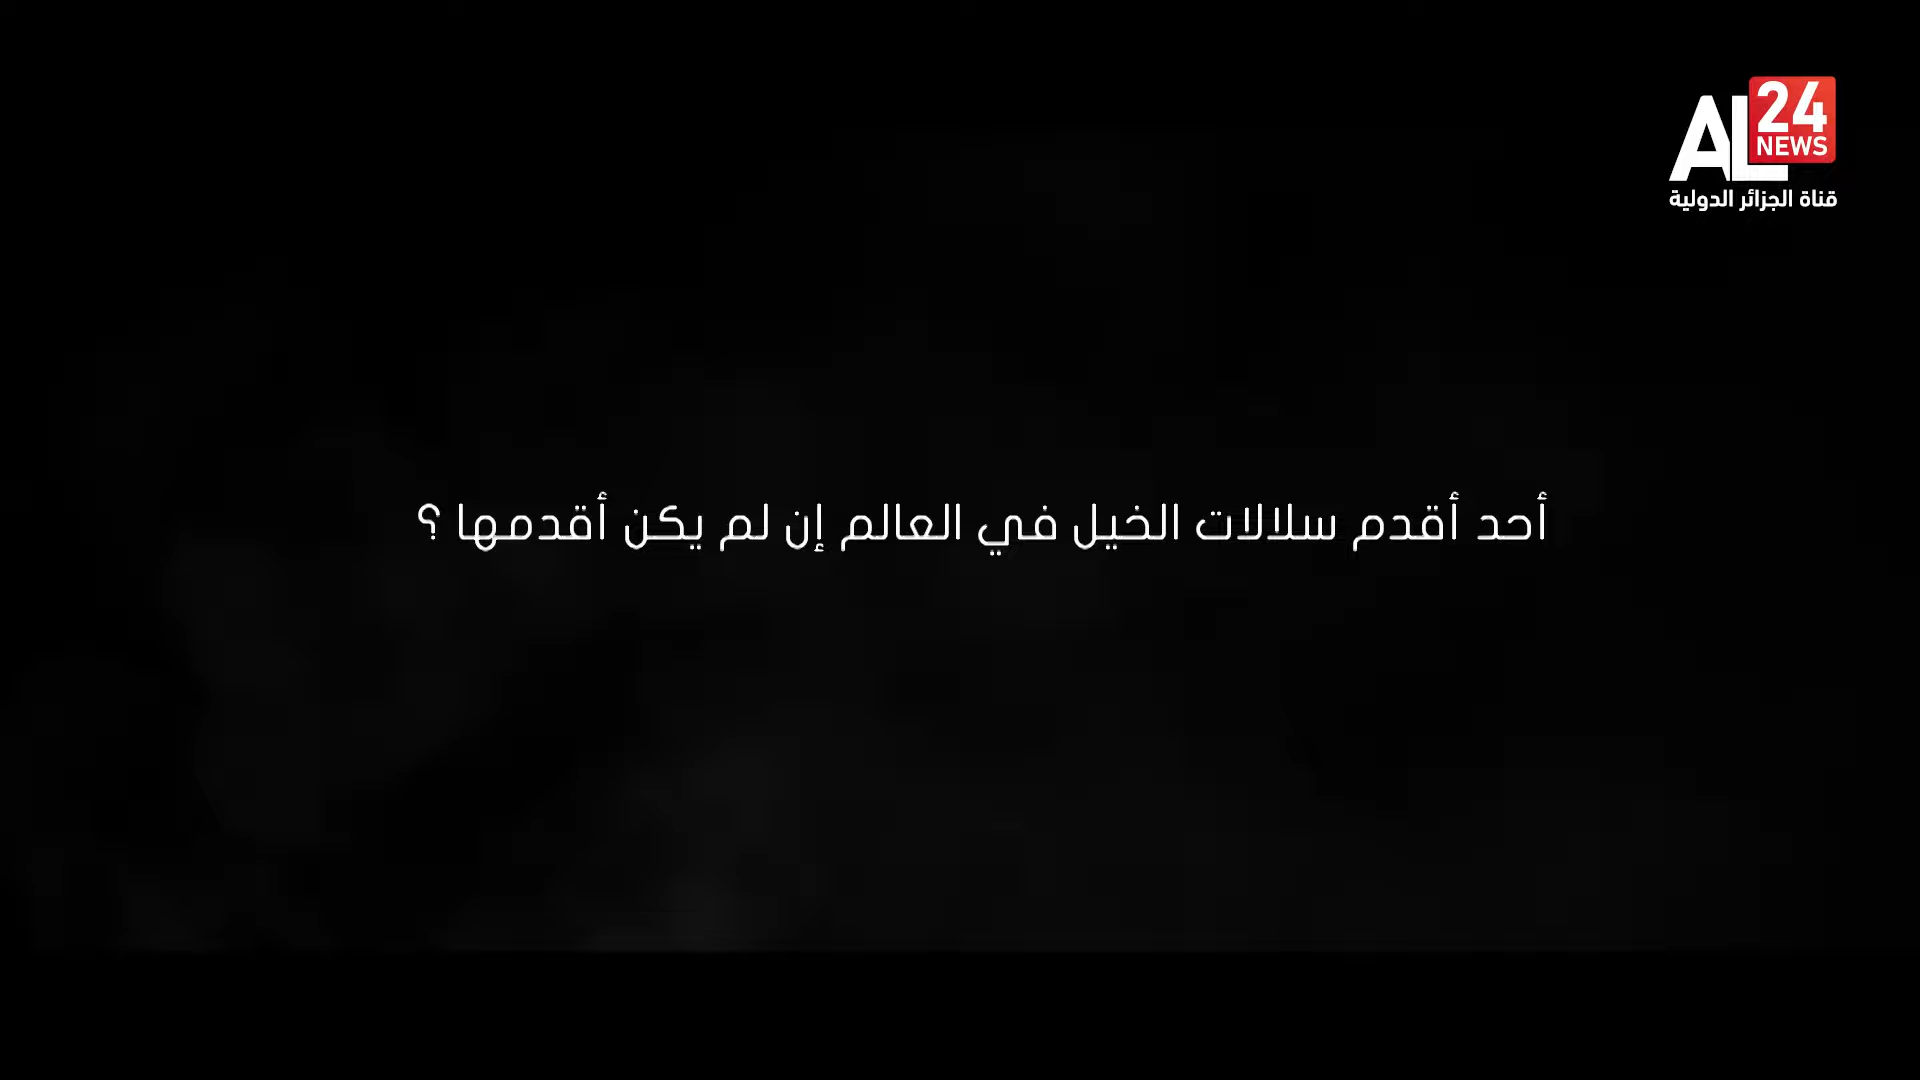 AL
24
NEWS
قناة الجزائر الدولية
أحد أقدم سلالات الخيل في العالم إن لم يكن أقدمها ؟